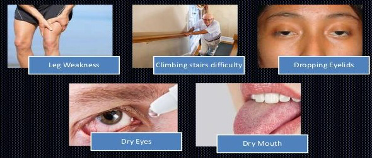 Leg Weakness
Climbing stairs difficulty
Dropping Eyelids
Dry Eyes
Dry Mouth